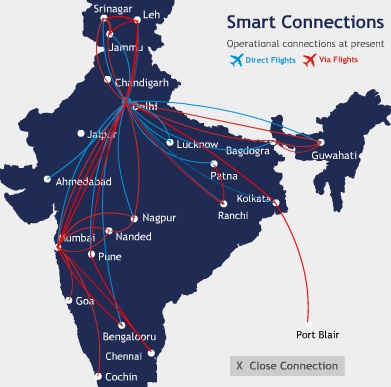 Srinagar
Leh
Smart Connections
Operational connections at present
Direct Flights
Via Flights
Jammu
Chandigarh
Delhi
Jaipur
Lucknow
Bagdogra
Guwahati
Patna
Ahmedabad
Kolkata
Ranchi
Nagpur
Mumbai
Nanded
Pune
Goa
Port Blair
Bengalooru
Chennai
X Close Connection
Cochin